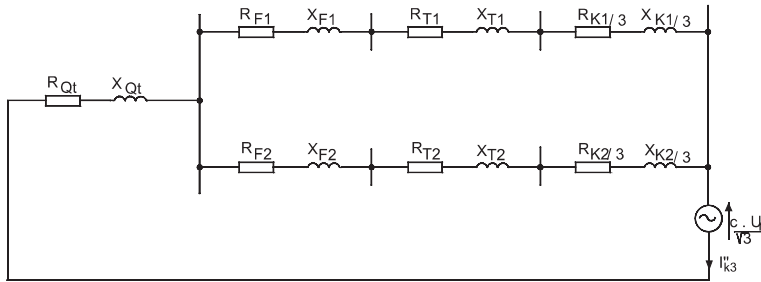 R_F1 X_F1 R_T1 X_T1 R_K1/3 X_K1/3
R_Qt X_Qt
R_F2 X_F2 R_T2 X_T2 R_K2/3 X_K2/3
c . U
√3
I"k3